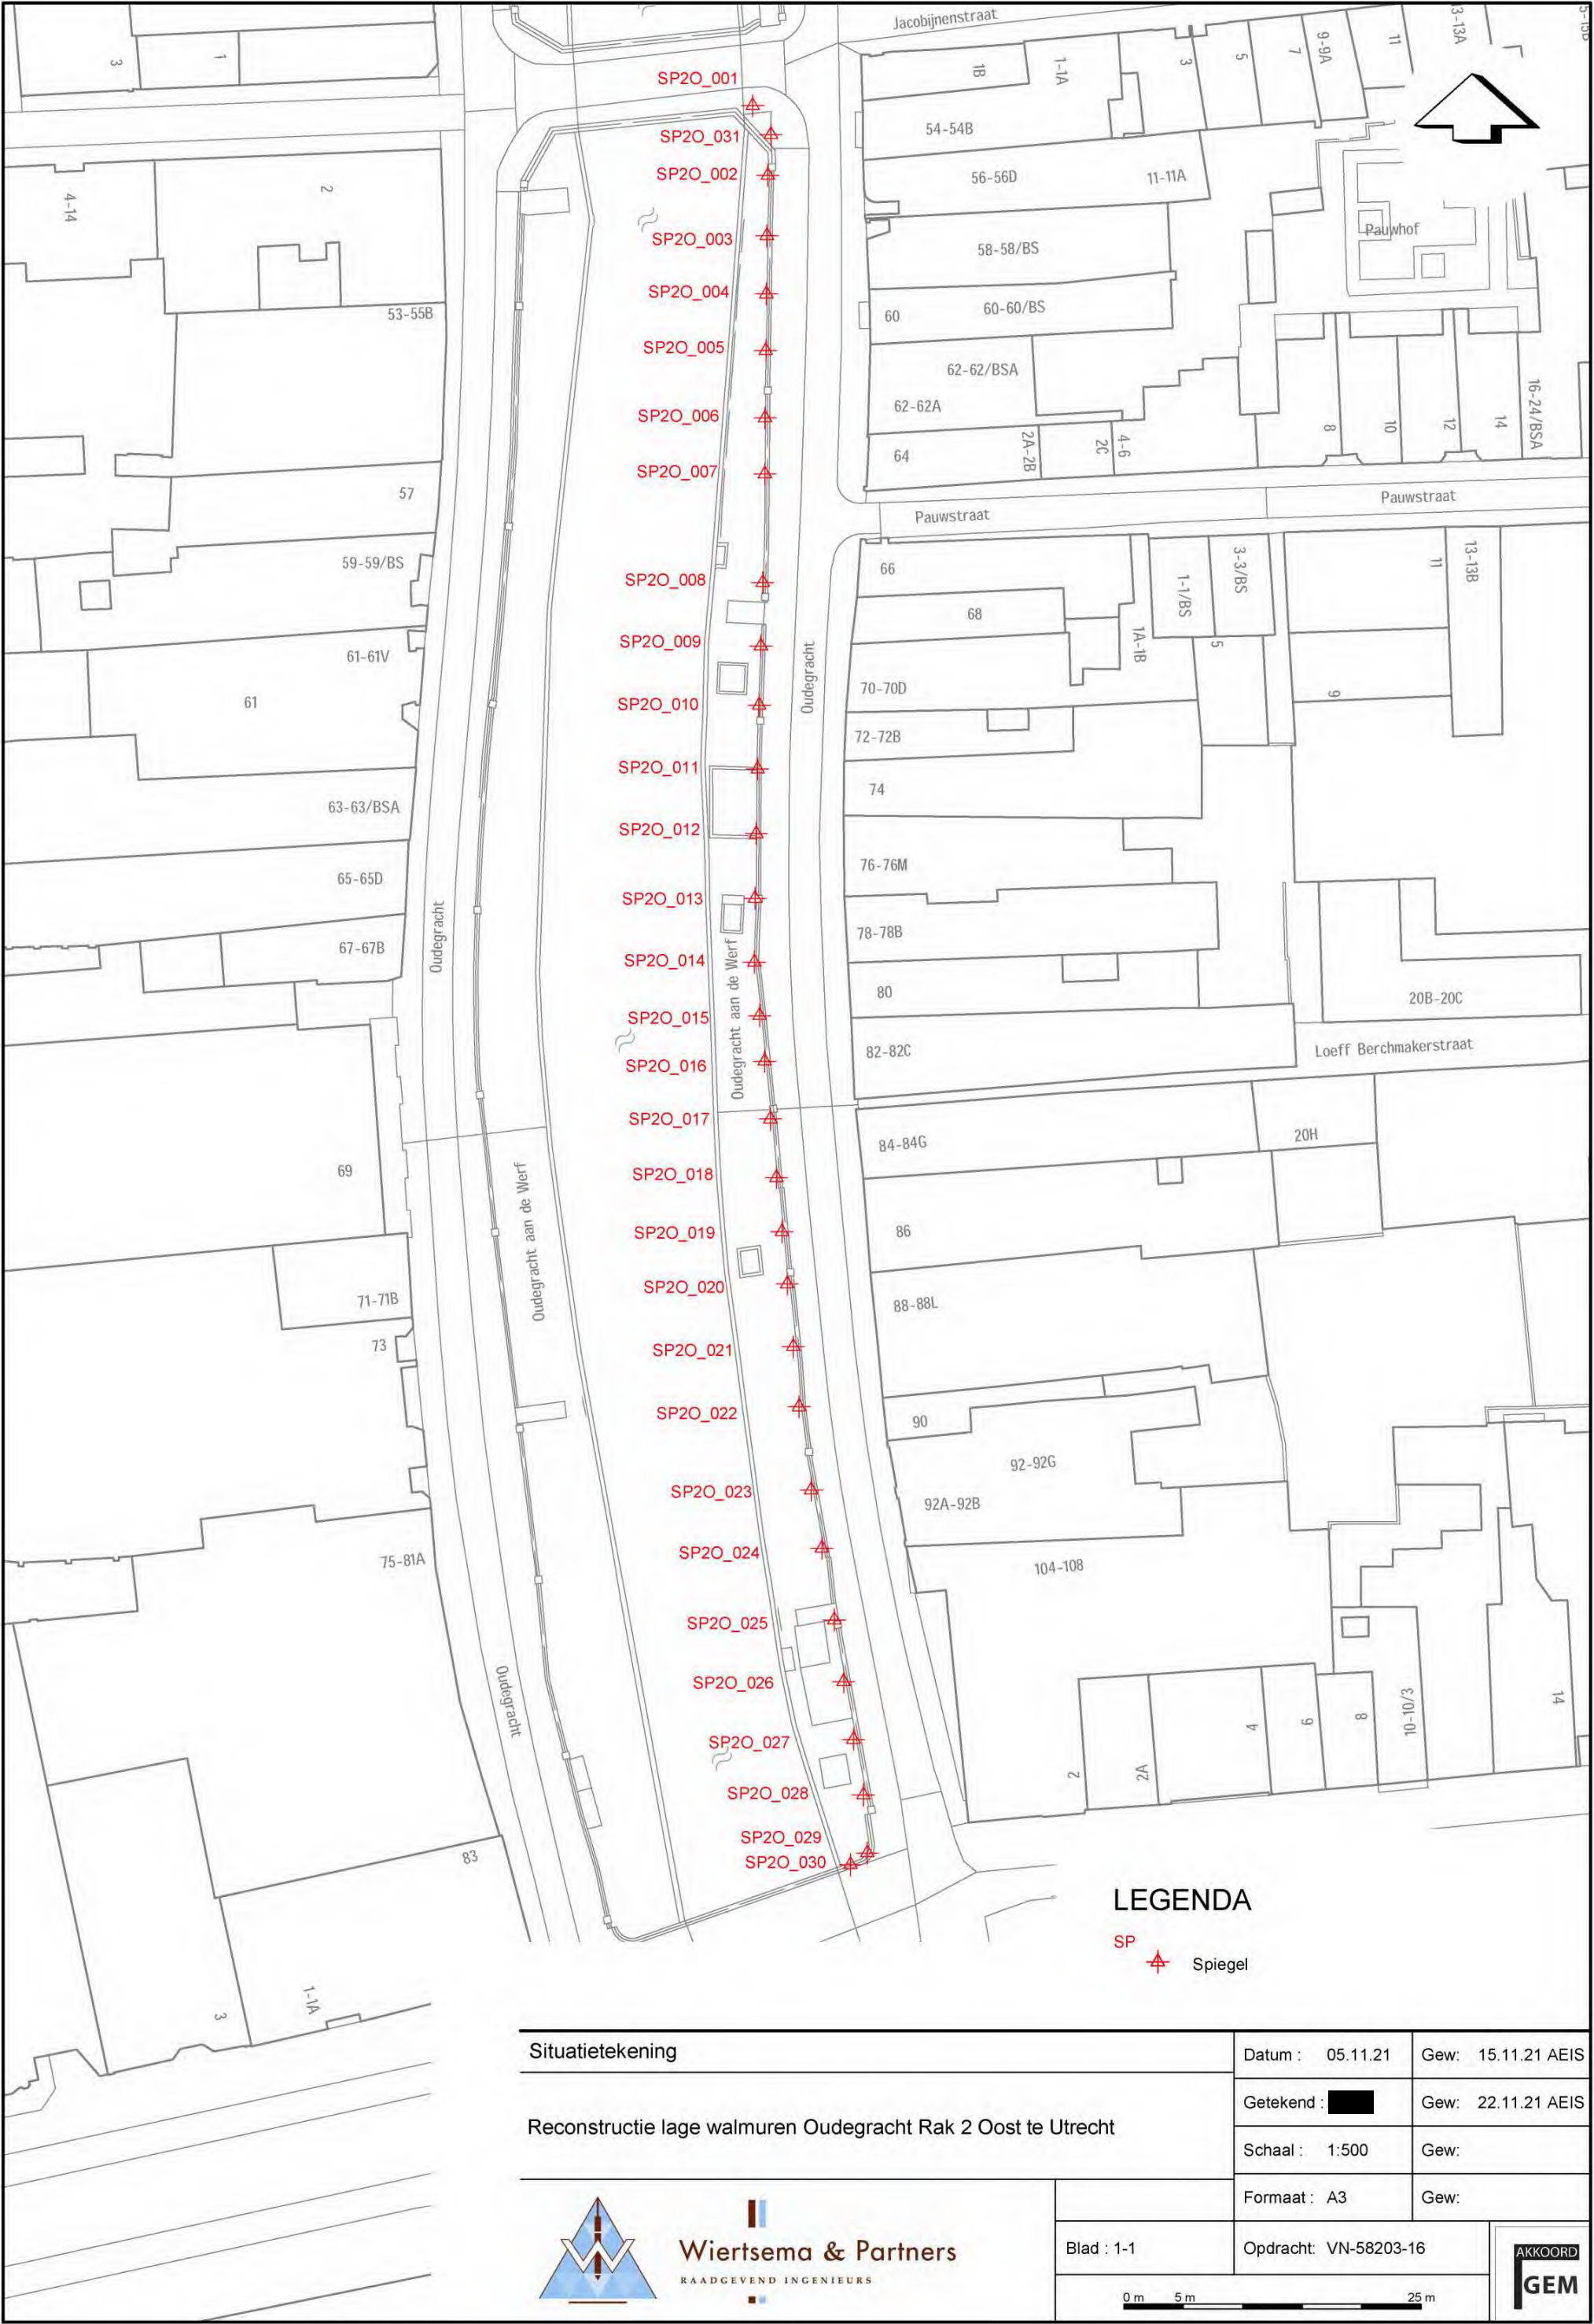 Jacobijnenstraat
3
1
SP2O_001
1B
1-1A
3
5
7
9-9A
11
13-13A
5-15B
SP2O_031
54-54B
SP2O_002
56-56D
11-11A
4-14
2
SP2O_003
58-58/BS
Pauwhof
SP2O_004
60
60-60/BS
53-55B
SP2O_005
62-62/BSA
62-62A
SP2O_006
64
2A-2B
2C
4-6
8
10
12
14
16-24/BSA
SP2O_007
57
Pauwstraat
Pauwstraat
59-59/BS
SP2O_008
66
68
1A-1B
1-1/BS
3-3/BS
5
11
13-13B
9
SP2O_009
61-61V
61
Oudegracht
70-70D
SP2O_010
72-72B
SP2O_011
74
63-63/BSA
SP2O_012
76-76M
65-65D
SP2O_013
78-78B
67-67B
Oudegracht
SP2O_014
Oudegracht aan de Werf
80
20B-20C
SP2O_015
82-82C
Loeff Berchmakerstraat
SP2O_016
SP2O_017
84-84G
20H
69
SP2O_018
Oudegracht aan de Werf
SP2O_019
86
SP2O_020
88-88L
71-71B
73
SP2O_021
SP2O_022
90
92-92G
SP2O_023
92A-92B
75-81A
SP2O_024
104-108
SP2O_025
Oudegracht
SP2O_026
2
2A
4
6
8
10-10/3
14
SP2O_027
SP2O_028
SP2O_029
SP2O_030
83
3
1-1A
LEGENDA
SP
Spiegel
Situatietekening
Datum : 05.11.21
Gew: 15.11.21 AEIS
Reconstructie lage walmuren Oudegracht Rak 2 Oost te Utrecht
Getekend :
Gew: 22.11.21 AEIS
Schaal : 1:500
Gew:
Formaat : A3
Gew:
Wiertsema & Partners
RAADGEVEND INGENIEURS
Blad : 1-1
Opdracht: VN-58203-16
0 m 5 m 25 m
AKKOORD
GEM